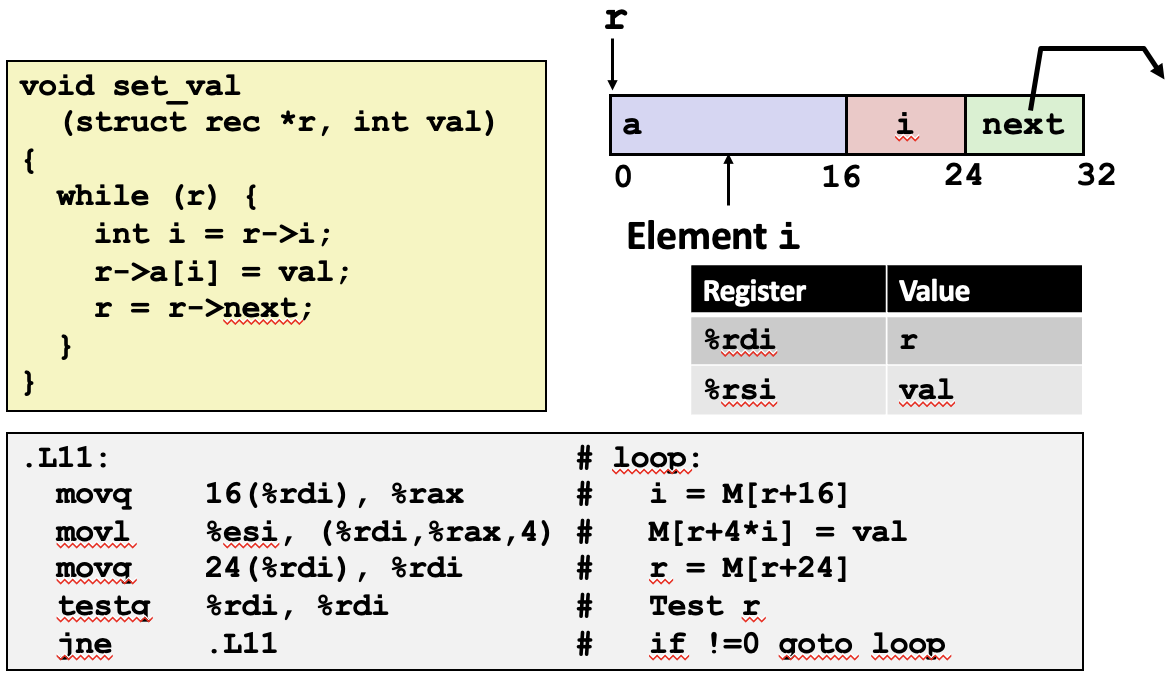 void set_val
(struct rec *r, int val)
{
while (r) {
int i = r->i;
r->a[i] = val;
r = r->next;
}
}
r
a i next
0 16 24 32
Element i
Register Value
%rdi r
%rsi val
.L11: # loop:
movq 16(%rdi), %rax # i = M[r+16]
movl %esi, (%rdi,%rax,4) # M[r+4*i] = val
movq 24(%rdi), %rdi # r = M[r+24]
testq %rdi, %rdi # Test r
jne .L11 # if !=0 goto loop